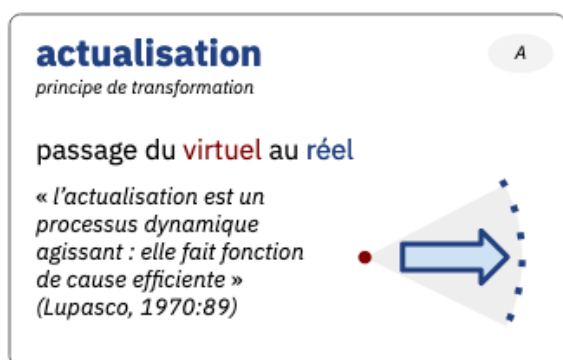 actualisation
A
principe de transformation
passage du virtuel au réel
« l’actualisation est un
processus dynamique
agissant : elle fait fonction
de cause efficiente »
(Lupasco, 1970:89)